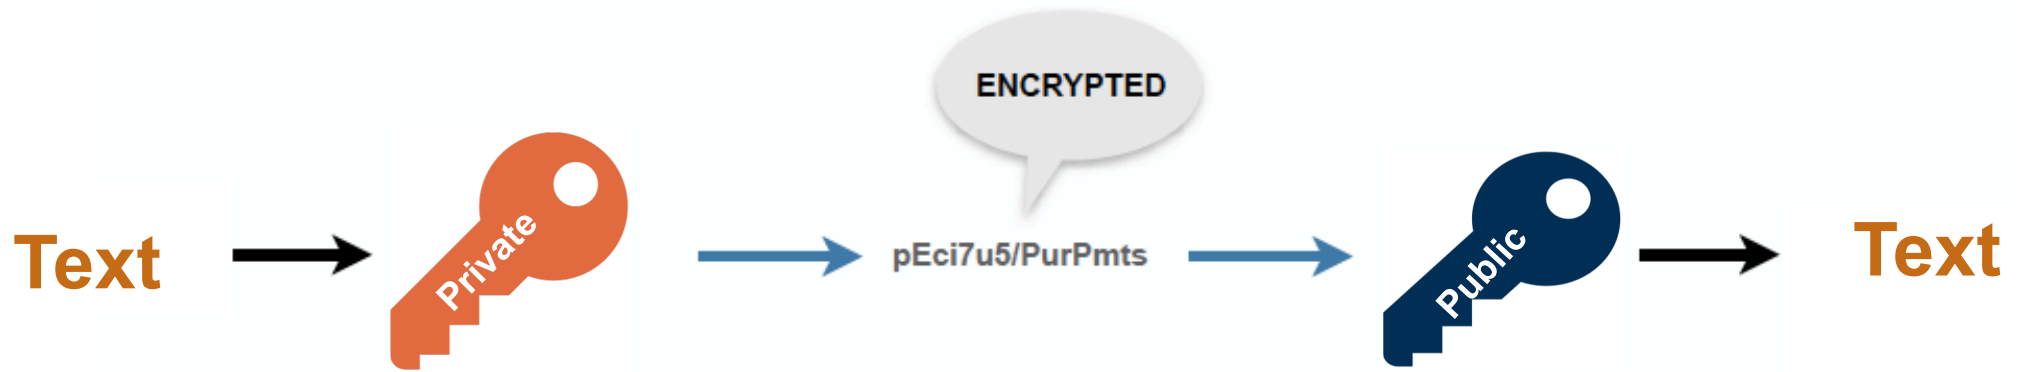 ENCRYPTED
Text
Private
pEci7u5/PurPmts
Public
Text